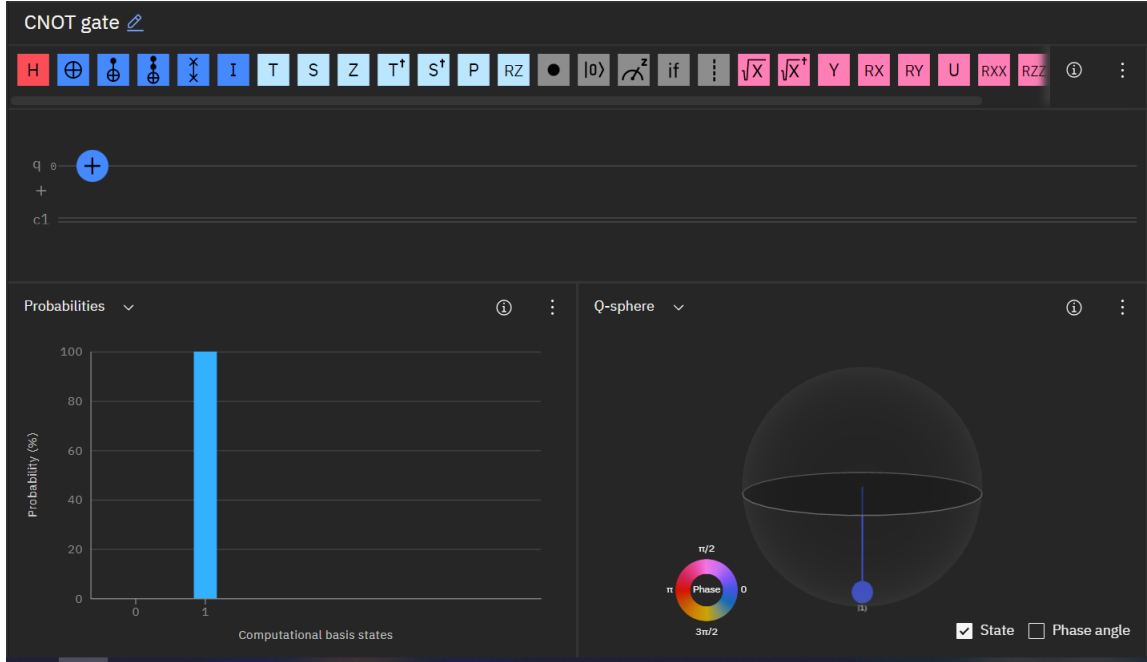 CNOT gate
H I T S Z T† S† P RZ |0⟩ z if √X √X† Y RX RY U RXX RZZ
q 0
+
c1
Probabilities
Q-sphere
100
80
60
40
20
0
Probability (%)
0 1
Computational basis states
π/2
π Phase 0
3π/2
|1⟩
State Phase angle